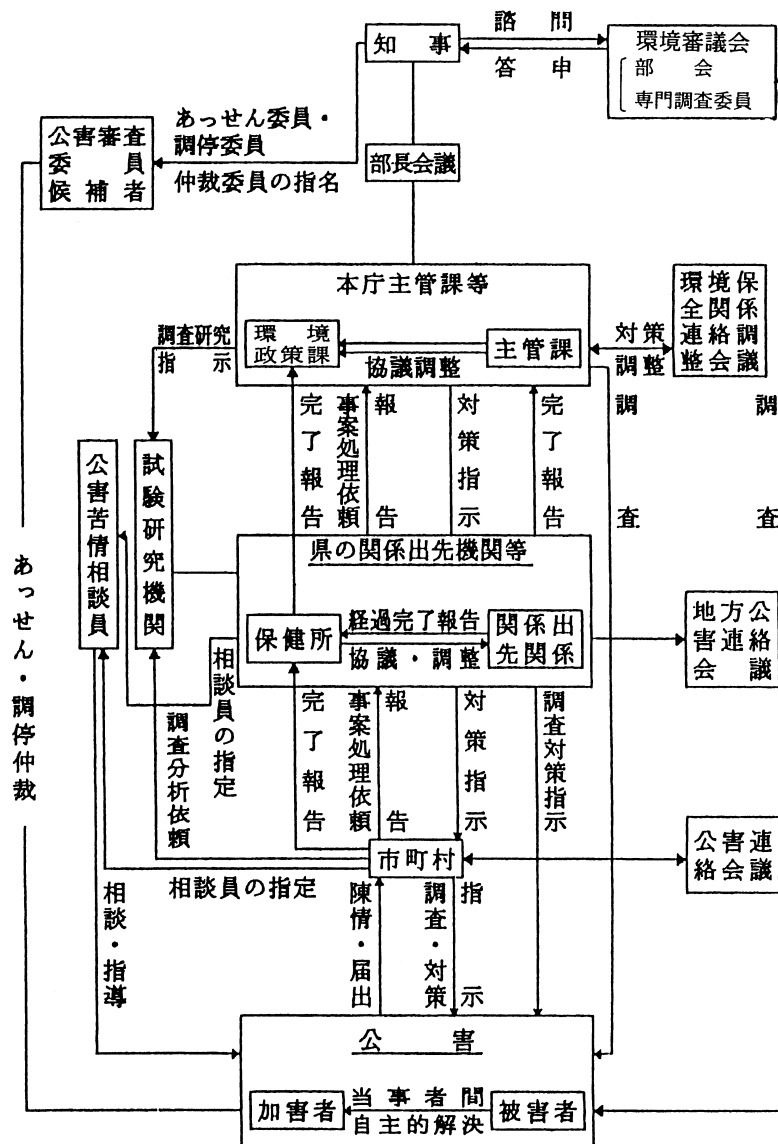 知事
諮問
答申
環境審議会
部会
専門調査委員
公害審査
委員
候補者
あっせん委員・
調停委員
仲裁委員の指名
部長会議
本庁主管課等
環境
政策課
主管課
協議調整
調査研究
指示
対策
調整
環境保
全関係
連絡調
整会議
完了報告
事案処理依頼
報告
対策指示
完了報告
調査
調査
公害苦情相談員
試験研究機関
県の関係出先機関等
保健所
経過完了報告
協議・調整
関係出
先関係
地方公
害連絡
会議
あっせん・調停仲裁
相談員の指定
調査分析依頼
完了報告
事案処理依頼
報告
対策指示
調査対策指示
市町村
公害連
絡会議
相談員の指定
相談・指導
陳情・届出
調査・対策
指示
公害
加害者
当事者間
自主的解決
被害者